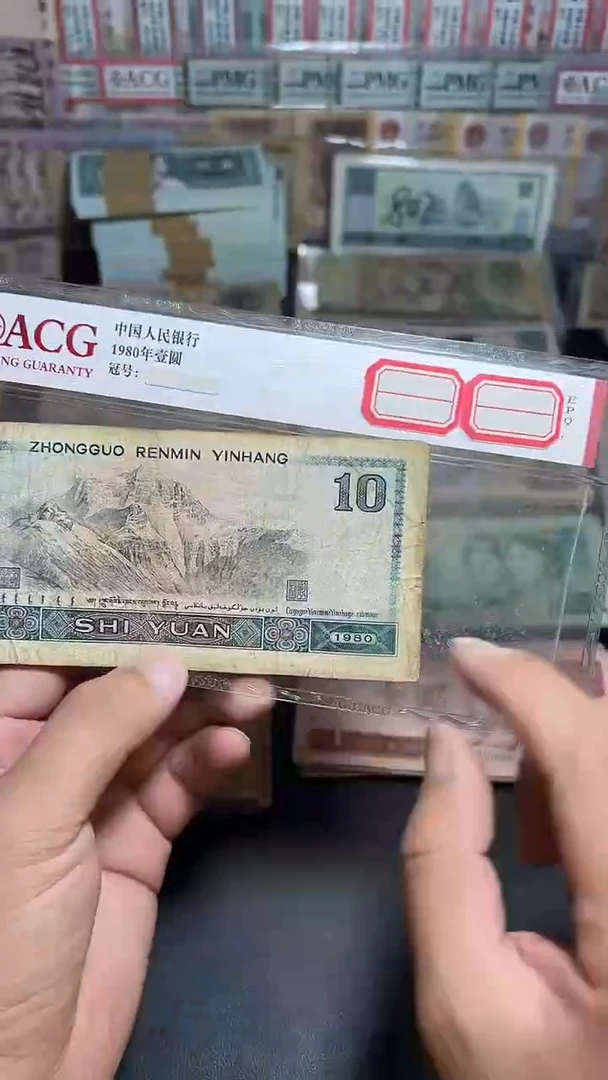 ACG
PMG
PMG
PMG
PMG
PMG
ACG
ACG
NG GUARANTY
中国人民银行
1980年壹圆
冠号:
EPQ
ZHONGGUO RENMIN YINHANG
10
SHI YUAN
1980